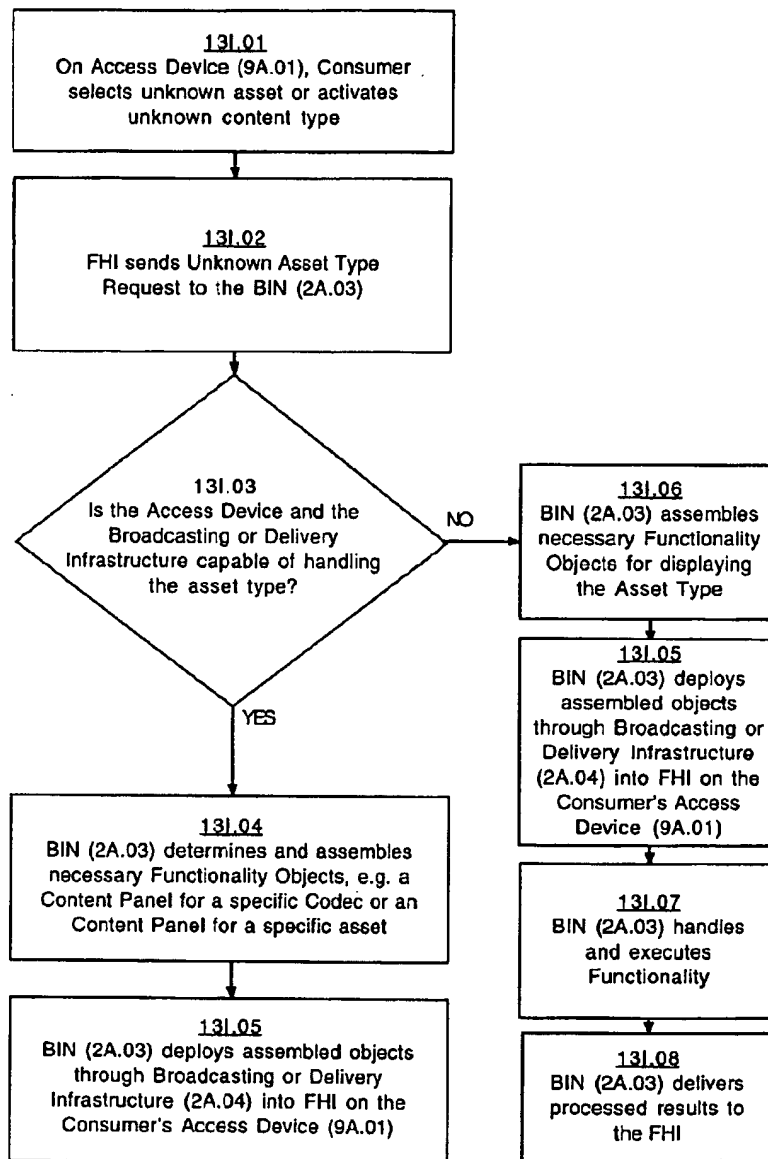 13I.01
On Access Device (9A.01), Consumer
selects unknown asset or activates
unknown content type
13I.02
FHI sends Unknown Asset Type
Request to the BIN (2A.03)
13I.03
Is the Access Device and the
Broadcasting or Delivery
Infrastructure capable of handling
the asset type?
NO
YES
13I.06
BIN (2A.03) assembles
necessary Functionality
Objects for displaying
the Asset Type
13I.05
BIN (2A.03) deploys
assembled objects
through Broadcasting or
Delivery Infrastructure
(2A.04) into FHI on the
Consumer's Access
Device (9A.01)
13I.04
BIN (2A.03) determines and assembles
necessary Functionality Objects, e.g. a
Content Panel for a specific Codec or an
Content Panel for a specific asset
13I.07
BIN (2A.03) handles
and executes
Functionality
13I.05
BIN (2A.03) deploys assembled objects
through Broadcasting or Delivery
Infrastructure (2A.04) into FHI on the
Consumer's Access Device (9A.01)
13I.08
BIN (2A.03) delivers
processed results to
the FHI